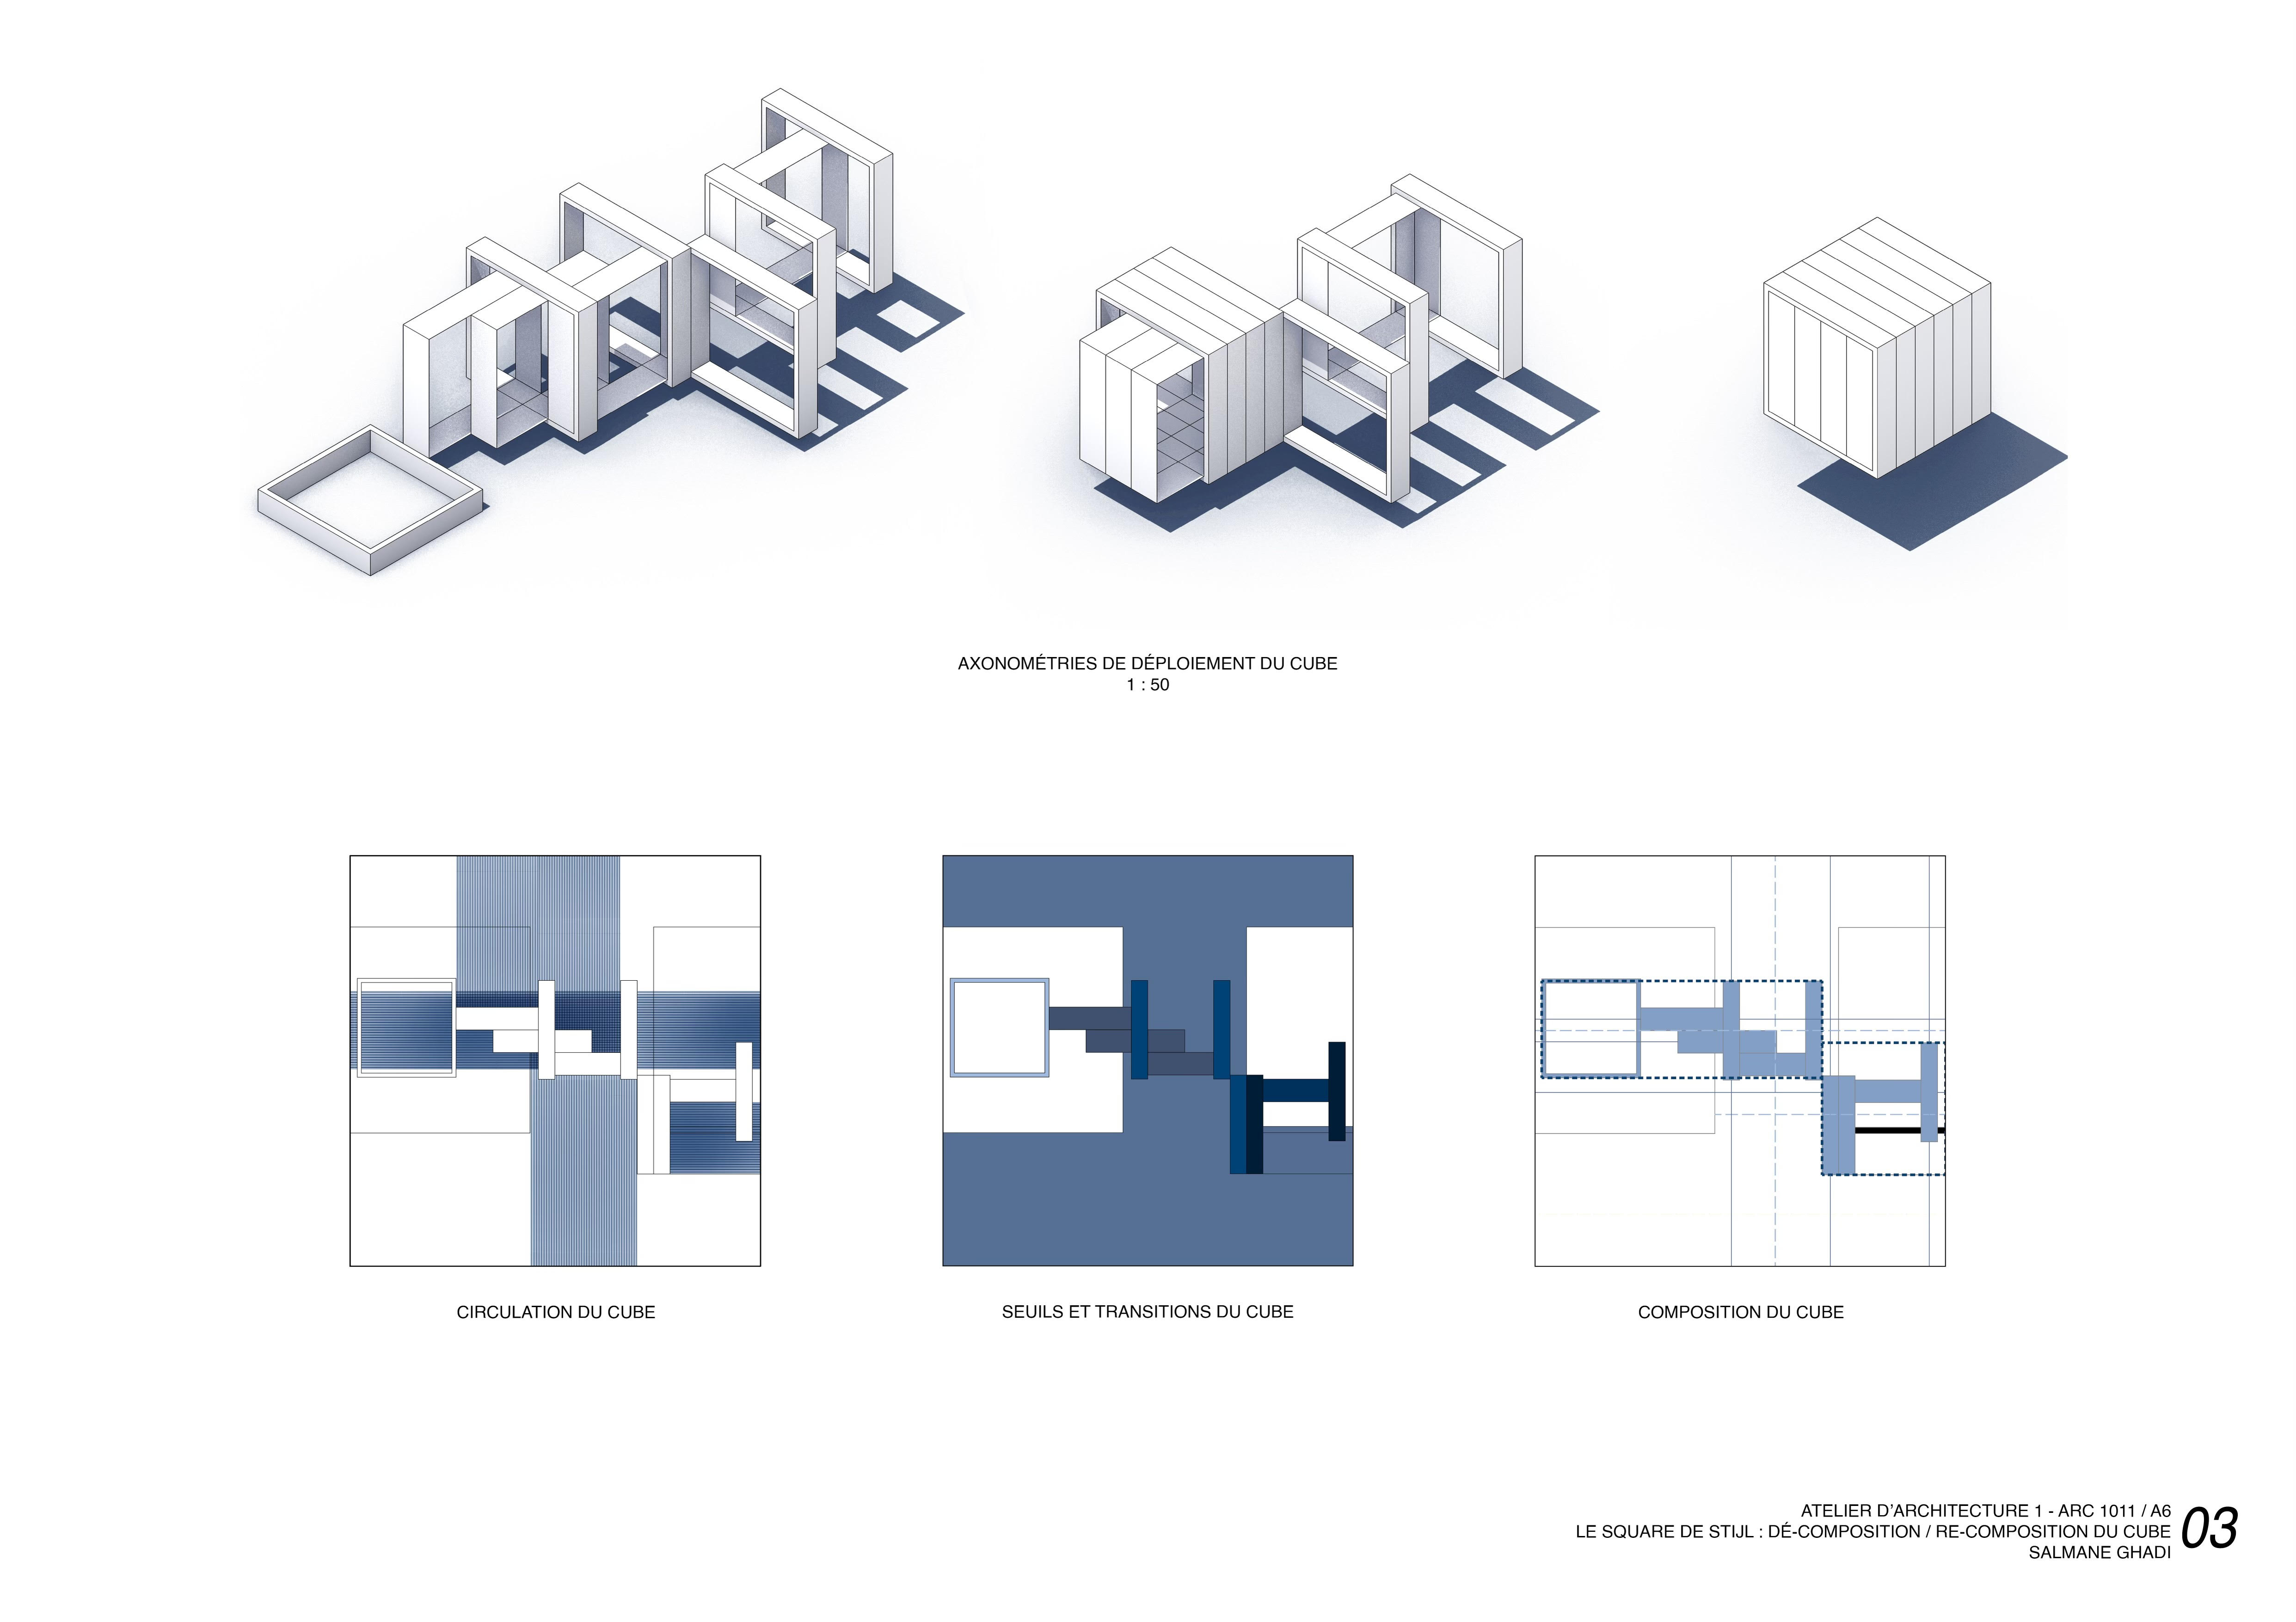 AXONOMÉTRIES DE DÉPLOIEMENT DU CUBE
1 : 50
CIRCULATION DU CUBE
SEUILS ET TRANSITIONS DU CUBE
COMPOSITION DU CUBE
ATELIER D'ARCHITECTURE 1 - ARC 1011 / A6
LE SQUARE DE STIJL : DÉ-COMPOSITION / RE-COMPOSITION DU CUBE
SALMANE GHADI
03